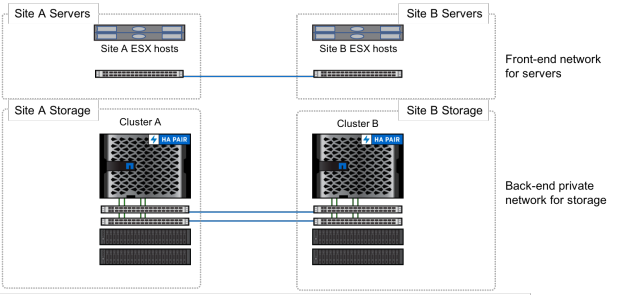 Site A Servers
Site B Servers
Site A ESX hosts
Site B ESX hosts
Front-end network
for servers
Site A Storage
Site B Storage
Cluster A
Cluster B
HA PAIR
HA PAIR
Back-end private
network for storage